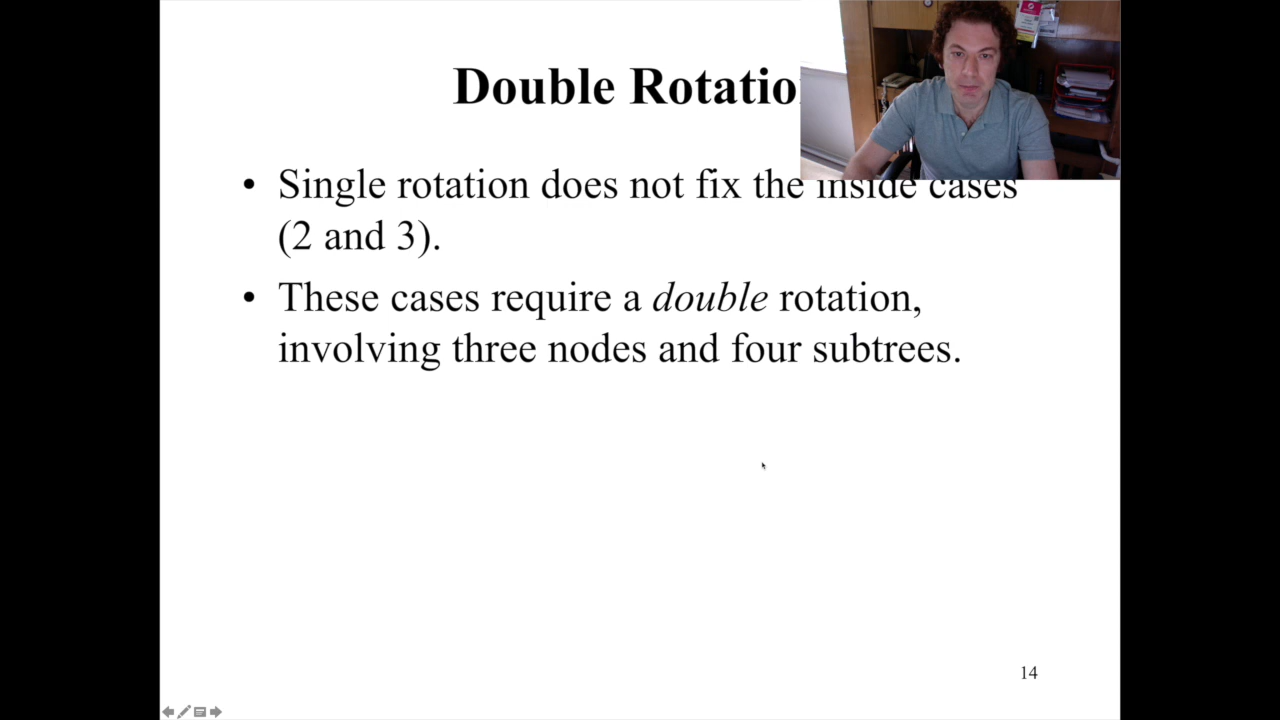 Double Rotatio
• Single rotation does not fix the inside cases
(2 and 3).
• These cases require a double rotation,
involving three nodes and four subtrees.
14